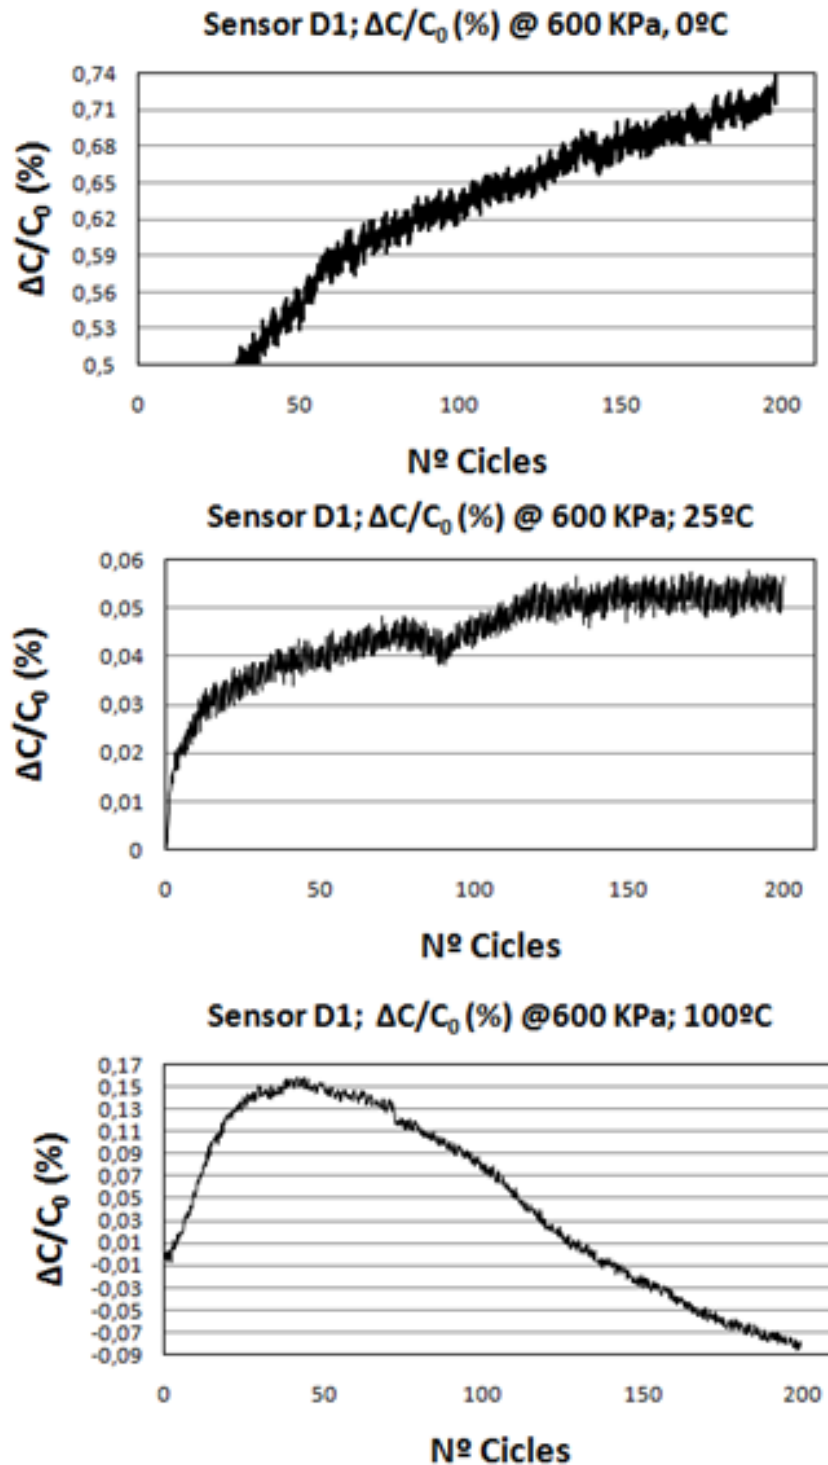 Sensor D1; ΔC/C₀ (%) @ 600 KPa, 0ºC
0,74
0,71
0,68
0,65
0,62
0,59
0,56
0,53
0,5
ΔC/C₀ (%)
0 50 100 150 200
Nº Cicles
Sensor D1; ΔC/C₀ (%) @ 600 KPa; 25ºC
0,06
0,05
0,04
0,03
0,02
0,01
0
ΔC/C₀ (%)
0 50 100 150 200
Nº Cicles
Sensor D1; ΔC/C₀ (%) @600 KPa; 100ºC
0,17
0,15
0,13
0,11
0,09
0,07
0,05
0,03
0,01
-0,01
-0,03
-0,05
-0,07
-0,09
ΔC/C₀ (%)
0 50 100 150 200
Nº Cicles